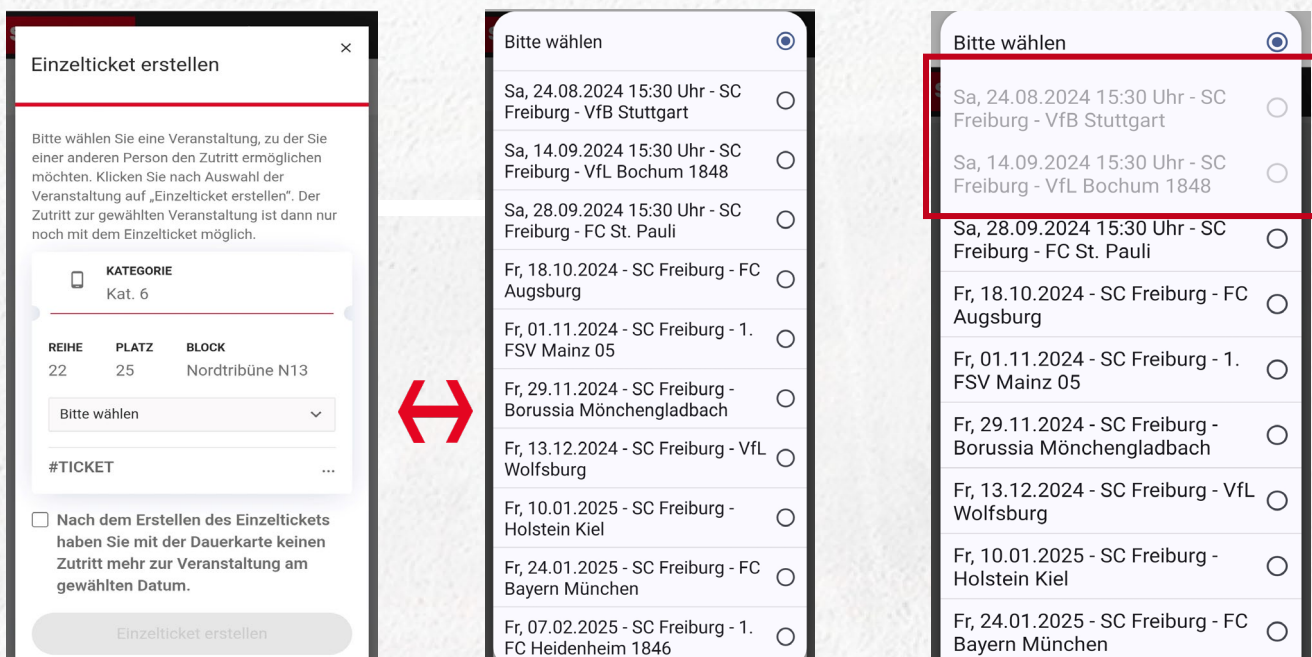 Einzelticket erstellen
Bitte wählen Sie eine Veranstaltung, zu der Sie
einer anderen Person den Zutritt ermöglichen
möchten. Klicken Sie nach Auswahl der
Veranstaltung auf „Einzelticket erstellen“. Der
Zutritt zur gewählten Veranstaltung ist dann nur
noch mit dem Einzelticket möglich.
KATEGORIE
Kat. 6
REIHE PLATZ BLOCK
22 25 Nordtribüne N13
Bitte wählen
#TICKET ...
Nach dem Erstellen des Einzeltickets
haben Sie mit der Dauerkarte keinen
Zutritt mehr zur Veranstaltung am
gewählten Datum.
Einzelticket erstellen
Bitte wählen
Sa, 24.08.2024 15:30 Uhr - SC
Freiburg - VfB Stuttgart
Sa, 14.09.2024 15:30 Uhr - SC
Freiburg - VfL Bochum 1848
Sa, 28.09.2024 15:30 Uhr - SC
Freiburg - FC St. Pauli
Fr, 18.10.2024 - SC Freiburg - FC
Augsburg
Fr, 01.11.2024 - SC Freiburg - 1.
FSV Mainz 05
Fr, 29.11.2024 - SC Freiburg -
Borussia Mönchengladbach
Fr, 13.12.2024 - SC Freiburg - VfL
Wolfsburg
Fr, 10.01.2025 - SC Freiburg -
Holstein Kiel
Fr, 24.01.2025 - SC Freiburg - FC
Bayern München
Fr, 07.02.2025 - SC Freiburg - 1.
FC Heidenheim 1846
Bitte wählen
Sa, 24.08.2024 15:30 Uhr - SC
Freiburg - VfB Stuttgart
Sa, 14.09.2024 15:30 Uhr - SC
Freiburg - VfL Bochum 1848
Sa, 28.09.2024 15:30 Uhr - SC
Freiburg - FC St. Pauli
Fr, 18.10.2024 - SC Freiburg - FC
Augsburg
Fr, 01.11.2024 - SC Freiburg - 1.
FSV Mainz 05
Fr, 29.11.2024 - SC Freiburg -
Borussia Mönchengladbach
Fr, 13.12.2024 - SC Freiburg - VfL
Wolfsburg
Fr, 10.01.2025 - SC Freiburg -
Holstein Kiel
Fr, 24.01.2025 - SC Freiburg - FC
Bayern München